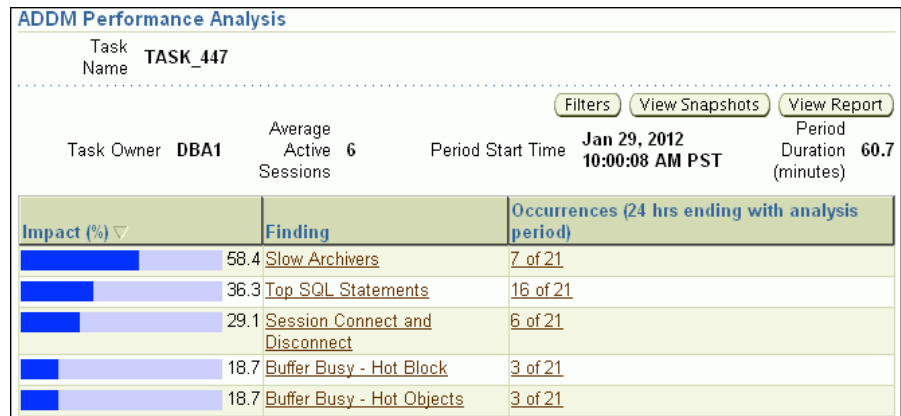 ADDM Performance Analysis
Task Name TASK_447
Filters View Snapshots View Report
Task Owner DBA1 Average Active Sessions 6 Period Start Time Jan 29, 2012 10:00:08 AM PST Period Duration (minutes) 60.7
Impact (%) Finding Occurrences (24 hrs ending with analysis period)
58.4 Slow Archivers 7 of 21
36.3 Top SQL Statements 16 of 21
29.1 Session Connect and Disconnect 6 of 21
18.7 Buffer Busy - Hot Block 3 of 21
18.7 Buffer Busy - Hot Objects 3 of 21